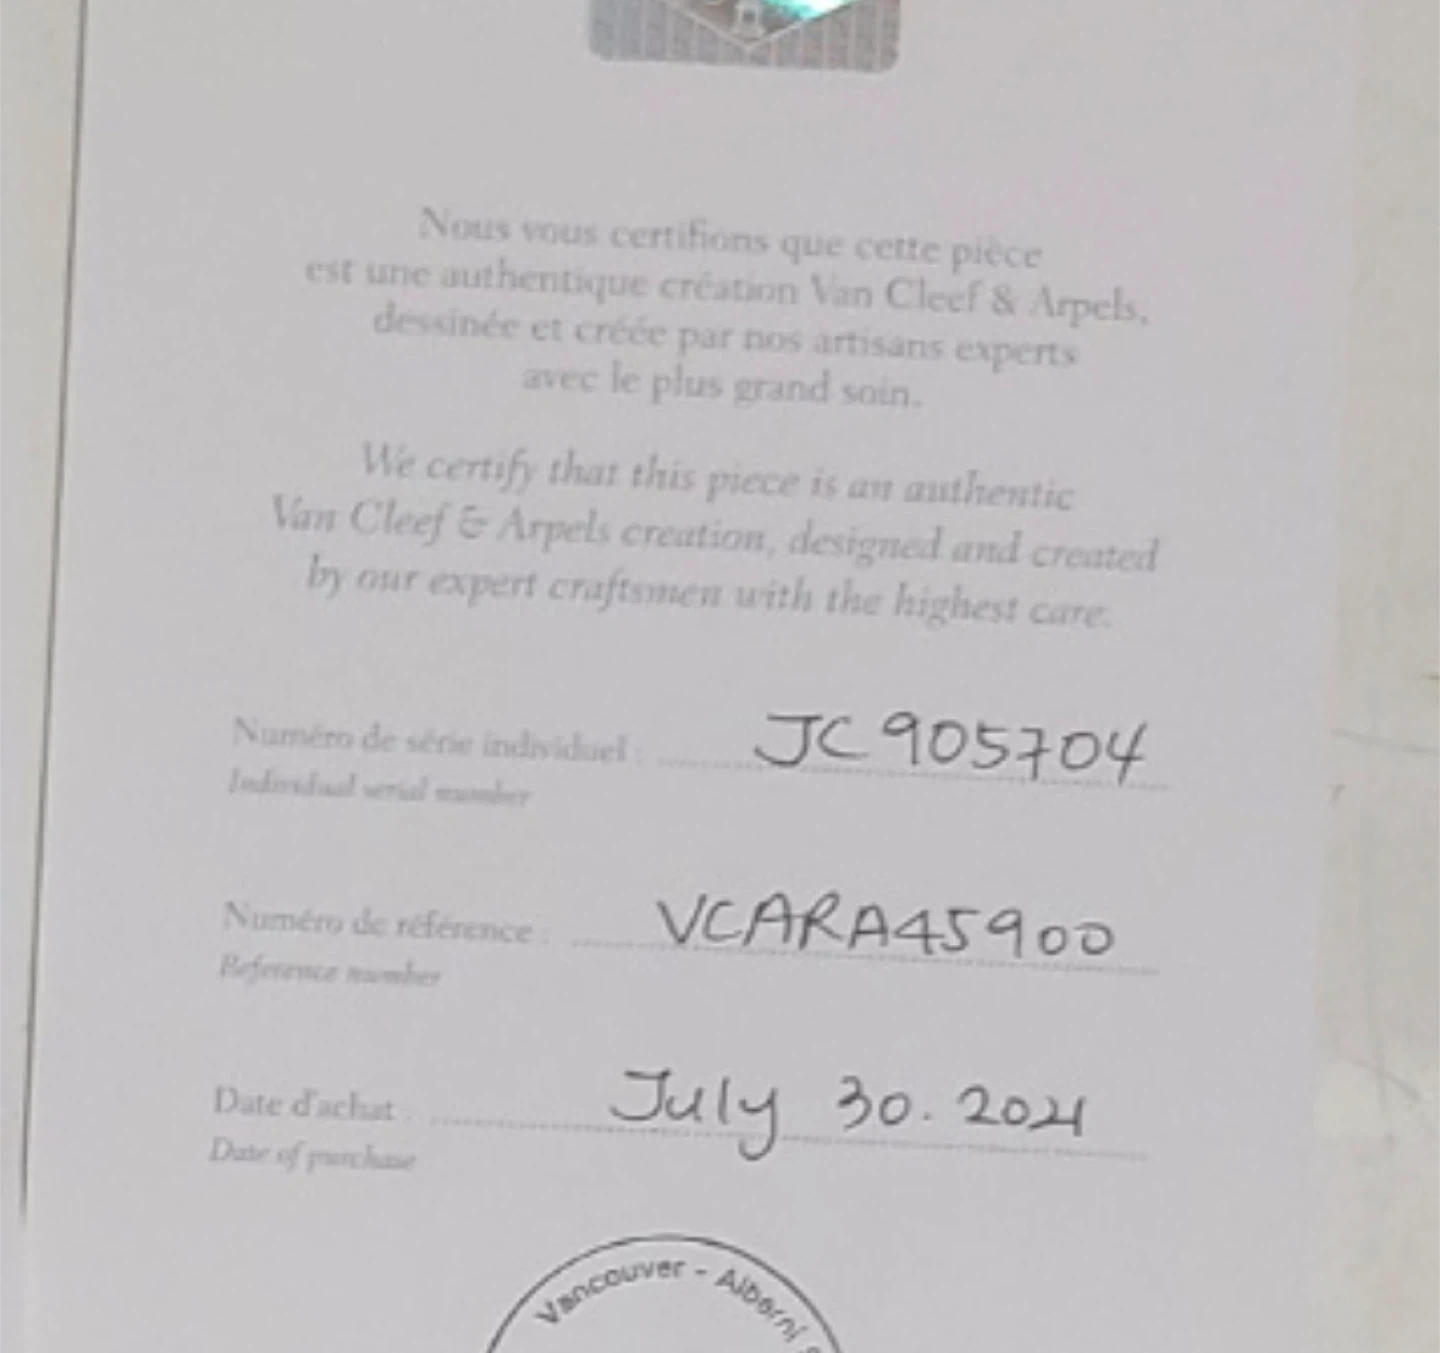 Nous vous certifions que cette pièce
est une authentique création Van Cleef & Arpels,
dessinée et créée par nos artisans experts
avec le plus grand soin.
We certify that this piece is an authentic
Van Cleef & Arpels creation, designed and created
by our expert craftsmen with the highest care.
Numéro de série individuel : JC 905704
Individual serial number
Numéro de référence : VCARA45900
Reference number
Date d'achat : July 30. 2021
Date of purchase
Vancouver - Alberni